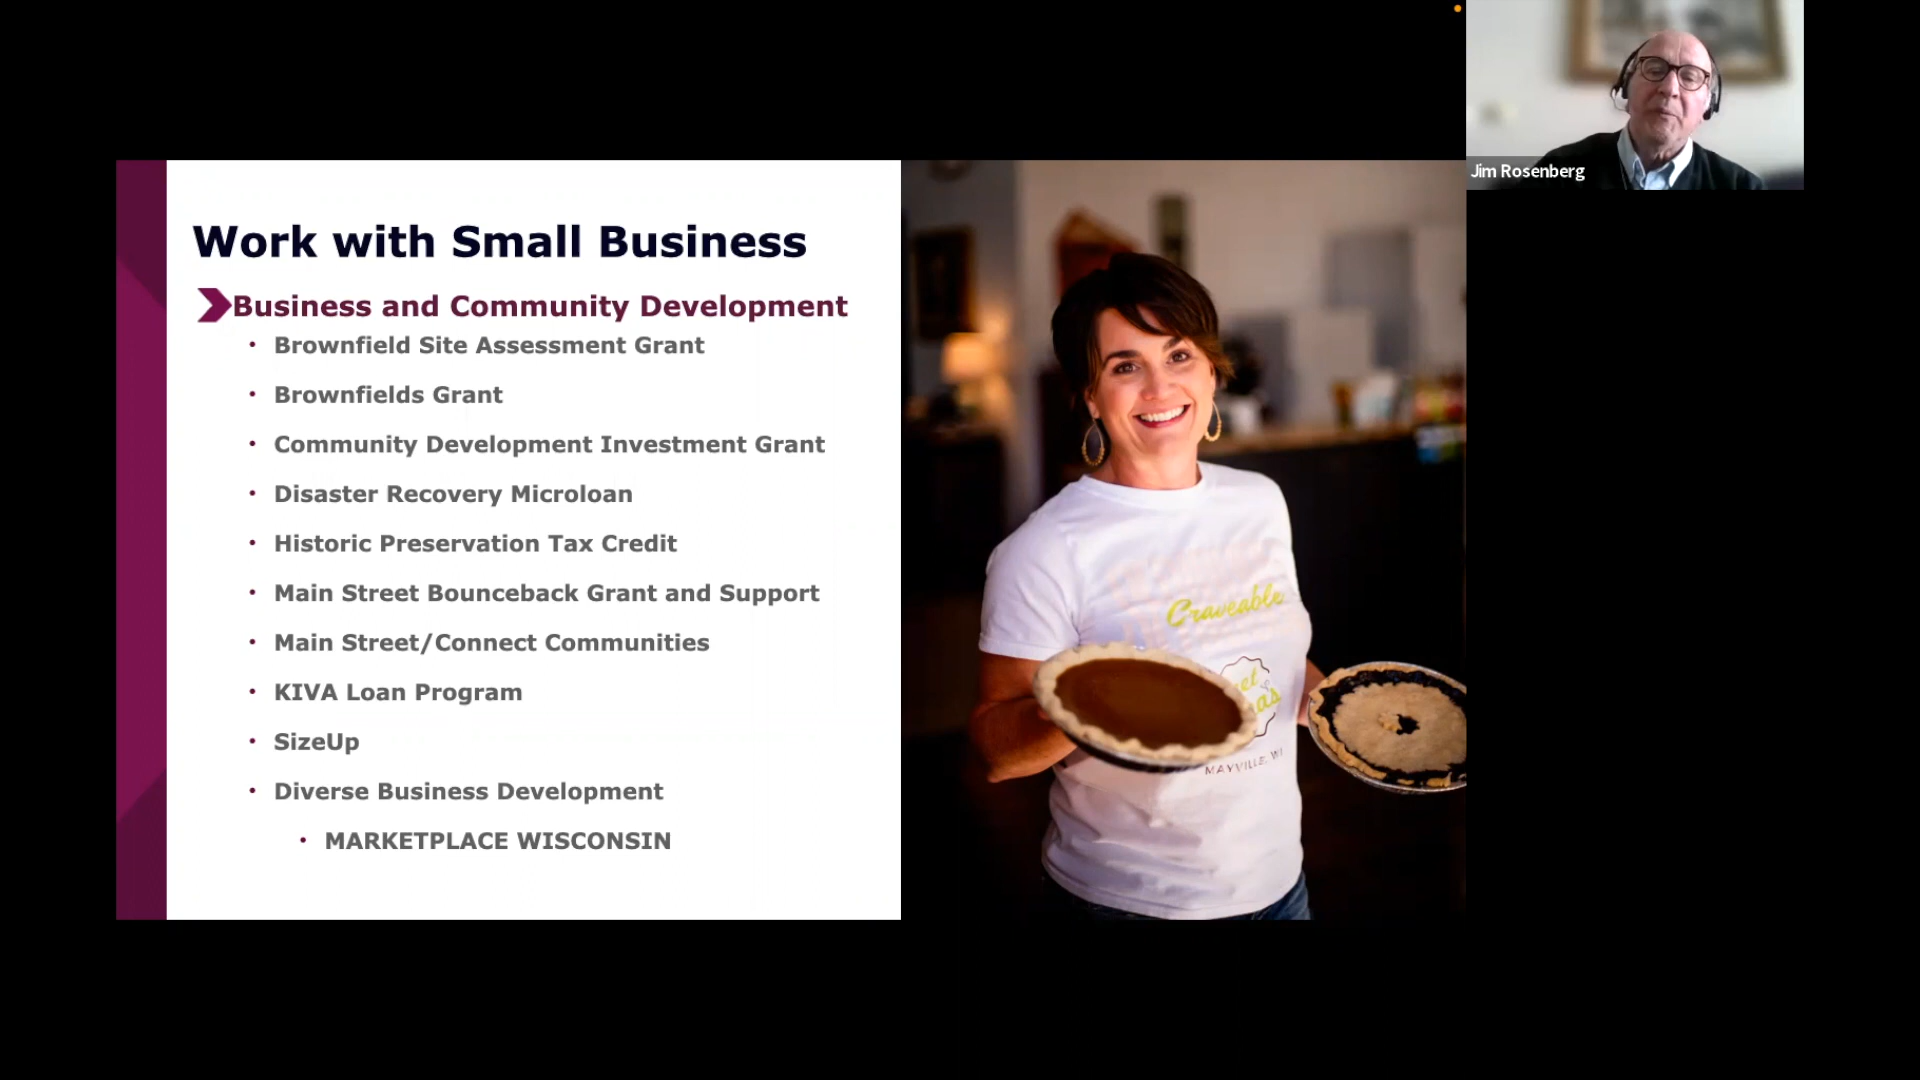 Jim Rosenberg
Work with Small Business
Business and Community Development
• Brownfield Site Assessment Grant
• Brownfields Grant
• Community Development Investment Grant
• Disaster Recovery Microloan
• Historic Preservation Tax Credit
• Main Street Bounceback Grant and Support
• Main Street/Connect Communities
• KIVA Loan Program
• SizeUp
• Diverse Business Development
• MARKETPLACE WISCONSIN
Craveable
MAYVILLE, WI